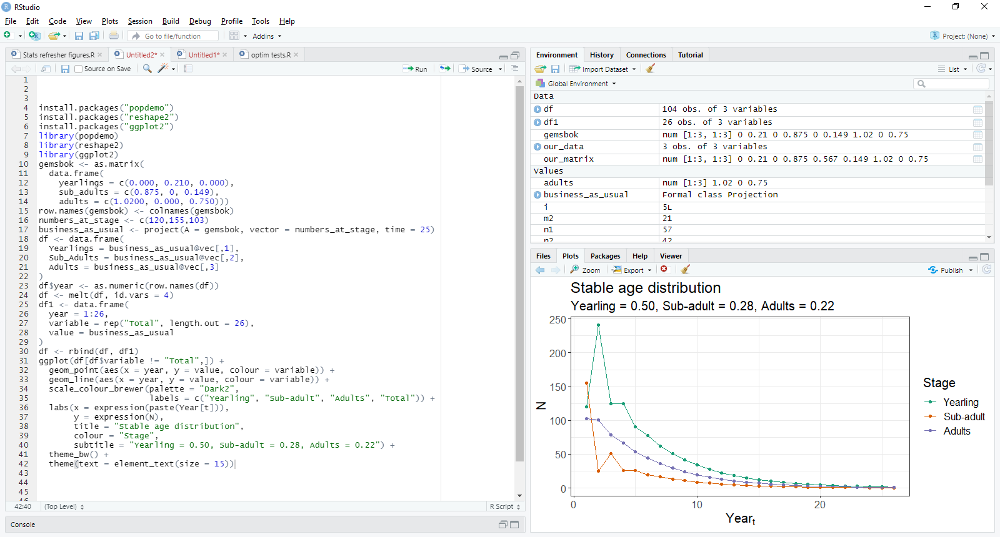 RStudio
File Edit Code View Plots Session Build Debug Profile Tools Help
Go to file/function Addins Project: (None)
Stats refresher figures.R Untitled2* Untitled1* optim tests.R
Source on Save Run Source
1
2
3
4 install.packages("popdemo")
5 install.packages("reshape2")
6 install.packages("ggplot2")
7 library(popdemo)
8 library(reshape2)
9 library(ggplot2)
10 gemsbok <- as.matrix(
11 data.frame(
12 yearlings = c(0.000, 0.210, 0.000),
13 sub_adults = c(0.875, 0, 0.149),
14 adults = c(1.0200, 0.000, 0.750)))
15 row.names(gemsbok) <- colnames(gemsbok)
16 numbers_at_stage <- c(120,155,103)
17 business_as_usual <- project(A = gemsbok, vector = numbers_at_stage, time = 25)
18 df <- data.frame(
19 Yearlings = business_as_usual@vec[,1],
20 Sub_Adults = business_as_usual@vec[,2],
21 Adults = business_as_usual@vec[,3]
22 )
23 df$year <- as.numeric(row.names(df))
24 df <- melt(df, id.vars = 4)
25 df1 <- data.frame(
26 year = 1:26,
27 variable = rep("Total", length.out = 26),
28 value = business_as_usual
29 )
30 df <- rbind(df, df1)
31 ggplot(df[df$variable != "Total",]) +
32 geom_point(aes(x = year, y = value, colour = variable)) +
33 geom_line(aes(x = year, y = value, colour = variable)) +
34 scale_colour_brewer(palette = "Dark2",
35 labels = c("Yearling", "Sub-adult", "Adults", "Total")) +
36 labs(x = expression(paste(Year[t])),
37 y = expression(N),
38 title = "Stable age distribution",
39 colour = "Stage",
40 subtitle = "Yearling = 0.50, Sub-adult = 0.28, Adults = 0.22") +
41 theme_bw() +
42 theme(text = element_text(size = 15))
43
44
45
46
42:40 (Top Level) R Script
Console
Environment History Connections Tutorial
Import Dataset List
Global Environment
Data
df 104 obs. of 3 variables
df1 26 obs. of 3 variables
gemsbok num [1:3, 1:3] 0 0.21 0 0.875 0 0.149 1.02 0 0.75
our_data 3 obs. of 3 variables
our_matrix num [1:3, 1:3] 0 0.21 0 0.875 0.567 0.149 1.02 0 0.75
Values
adults num [1:3] 1.02 0 0.75
business_as_usual Formal class Projection
i 5L
m2 21
n1 57
n2 42
Files Plots Packages Help Viewer
Zoom Export Publish
Stable age distribution
Yearling = 0.50, Sub-adult = 0.28, Adults = 0.22
250
200
150
100
50
0
N
0 10 20
Yeart
Stage
Yearling
Sub-adult
Adults